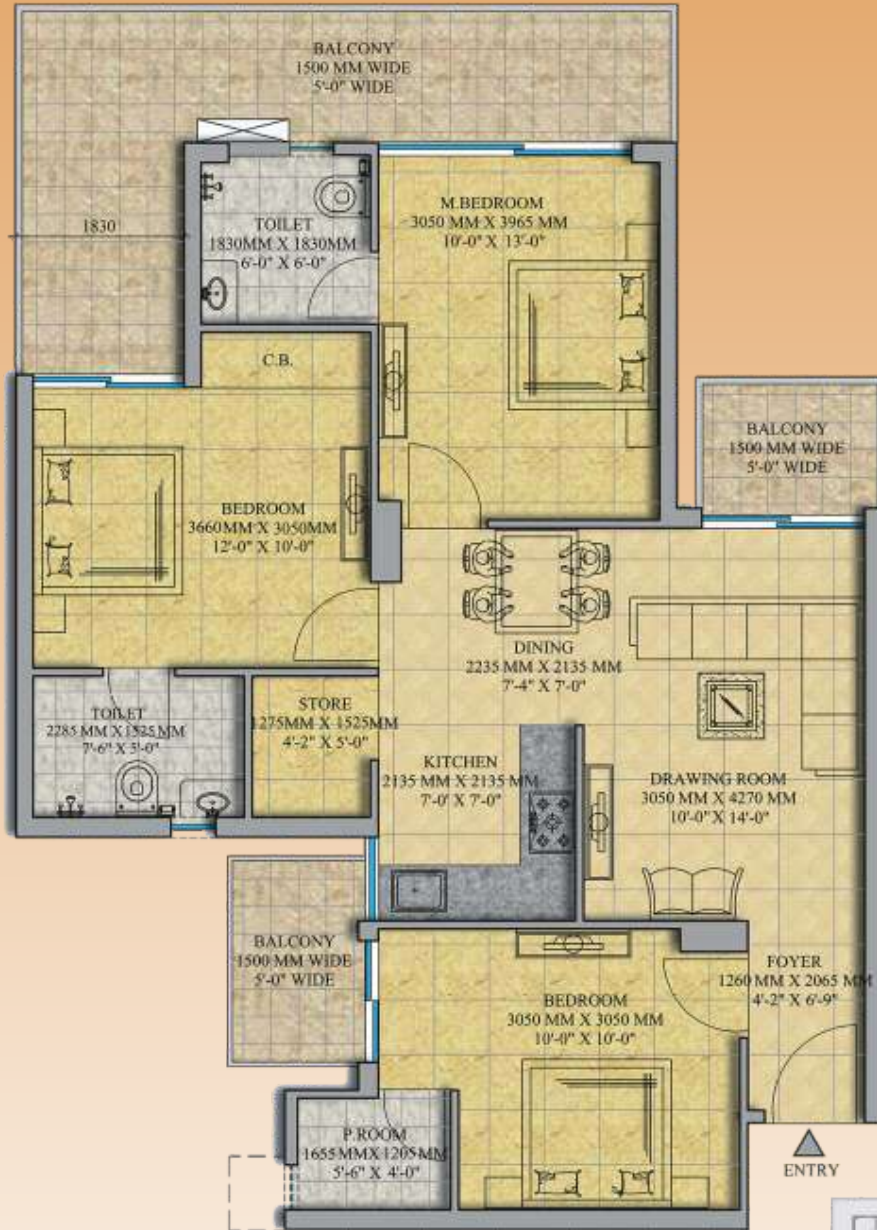 BALCONY
1500 MM WIDE
5'-0" WIDE
1830
TOILET
1830MM X 1830MM
6'-0" X 6'-0"
M.BEDROOM
3050 MM X 3965 MM
10'-0" X 13'-0"
C.B.
BALCONY
1500 MM WIDE
5'-0" WIDE
BEDROOM
3660MM X 3050MM
12'-0" X 10'-0"
DINING
2235 MM X 2135 MM
7'-4" X 7'-0"
TOILET
2285 MM X 1525 MM
7'-6" X 5'-0"
STORE
1275MM X 1525MM
4'-2" X 5'-0"
KITCHEN
2135 MM X 2135 MM
7'-0' X 7'-0"
DRAWING ROOM
3050 MM X 4270 MM
10'-0" X 14'-0"
BALCONY
1500 MM WIDE
5'-0" WIDE
FOYER
1260 MM X 2065 MM
4'-2" X 6'-9"
BEDROOM
3050 MM X 3050 MM
10'-0" X 10'-0"
P.ROOM
1655 MMX 1205 MM
5'-6" X 4'-0"
ENTRY